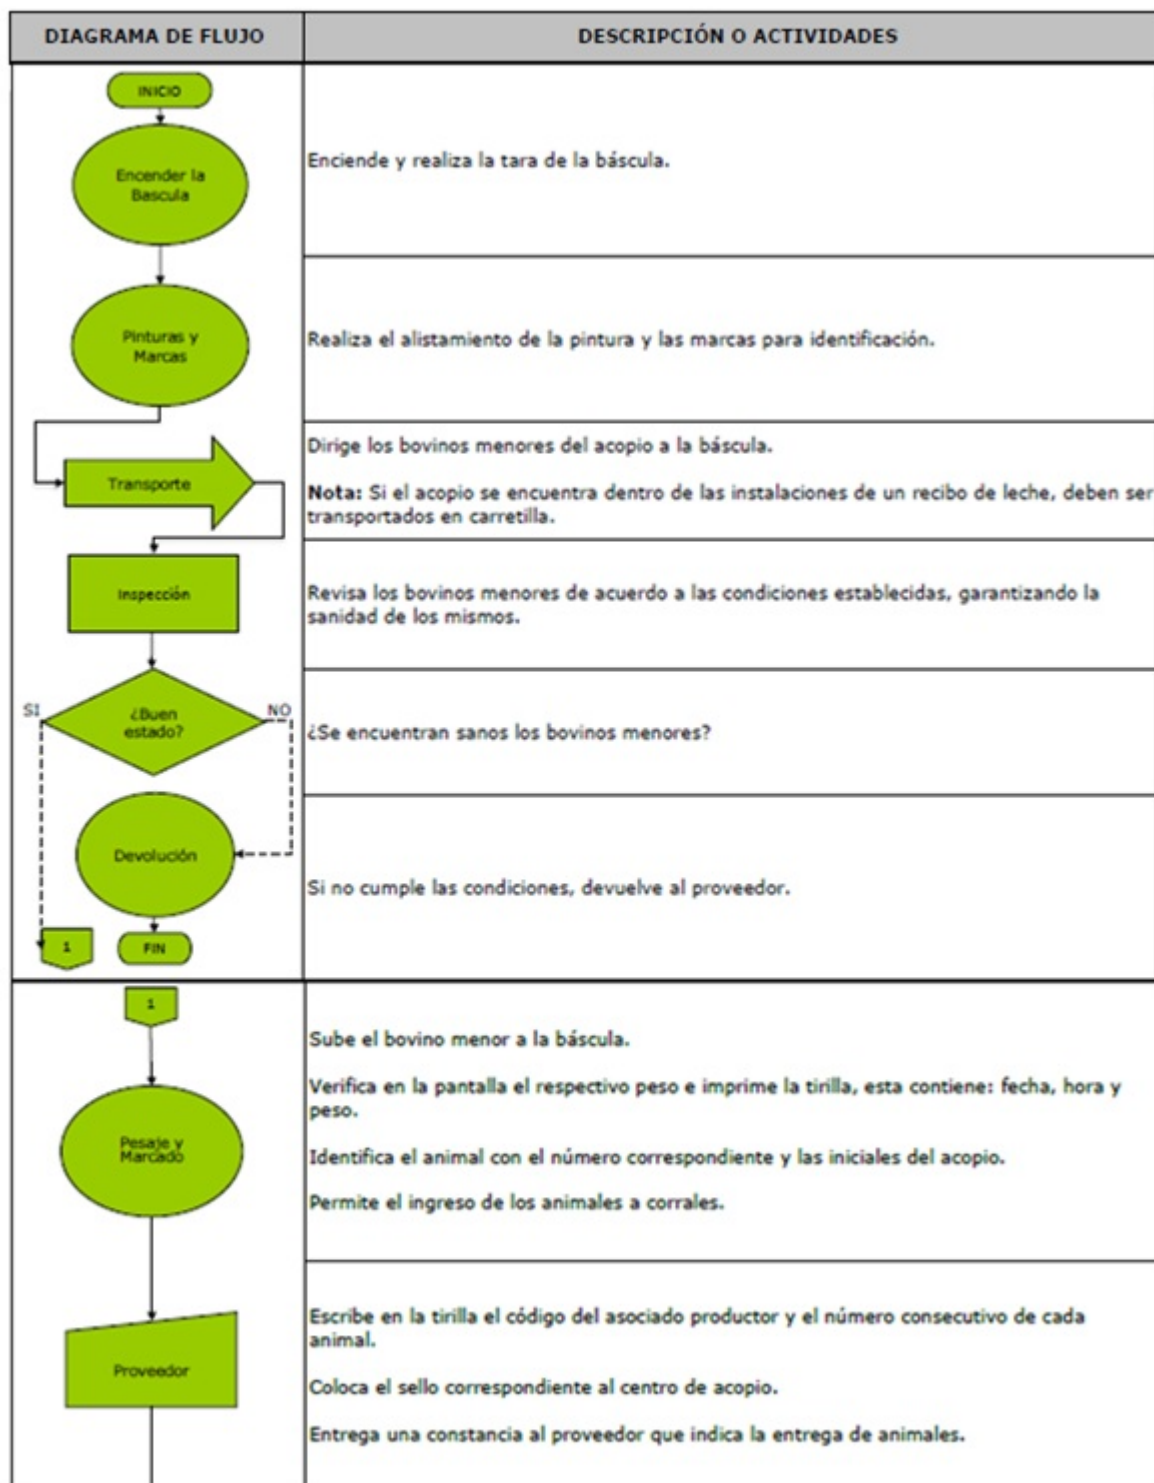 DIAGRAMA DE FLUJO
DESCRIPCIÓN O ACTIVIDADES
INICIO
Encender la
Bascula
Enciende y realiza la tara de la báscula.
Pinturas y
Marcas
Realiza el alistamiento de la pintura y las marcas para identificación.
Transporte
Dirige los bovinos menores del acopio a la báscula.
Nota: Si el acopio se encuentra dentro de las instalaciones de un recibo de leche, deben ser
transportados en carretilla.
Inspección
Revisa los bovinos menores de acuerdo a las condiciones establecidas, garantizando la
sanidad de los mismos.
SI
¿Buen
estado?
NO
¿Se encuentran sanos los bovinos menores?
Devolución
Si no cumple las condiciones, devuelve al proveedor.
1
FIN
1
Pesaje y
Marcado
Sube el bovino menor a la báscula.
Verifica en la pantalla el respectivo peso e imprime la tirilla, esta contiene: fecha, hora y
peso.
Identifica el animal con el número correspondiente y las iniciales del acopio.
Permite el ingreso de los animales a corrales.
Proveedor
Escribe en la tirilla el código del asociado productor y el número consecutivo de cada
animal.
Coloca el sello correspondiente al centro de acopio.
Entrega una constancia al proveedor que indica la entrega de animales.